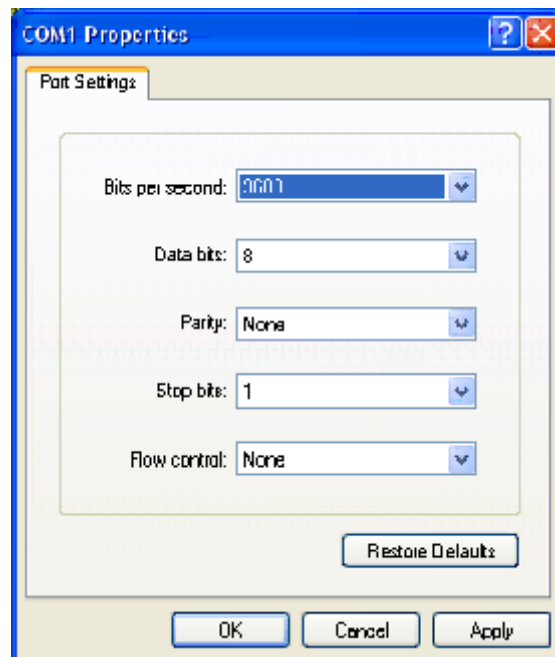 COM1 Properties
Port Settings
Bits per second: 9600
Data bits: 8
Parity: None
Stop bits: 1
Flow control: None
Restore Defaults
OK Cancel Apply